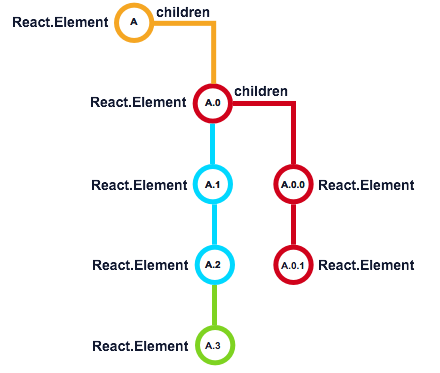 children
React.Element A
children
React.Element A.0
React.Element A.1 A.0.0 React.Element
React.Element A.2 A.0.1 React.Element
React.Element A.3